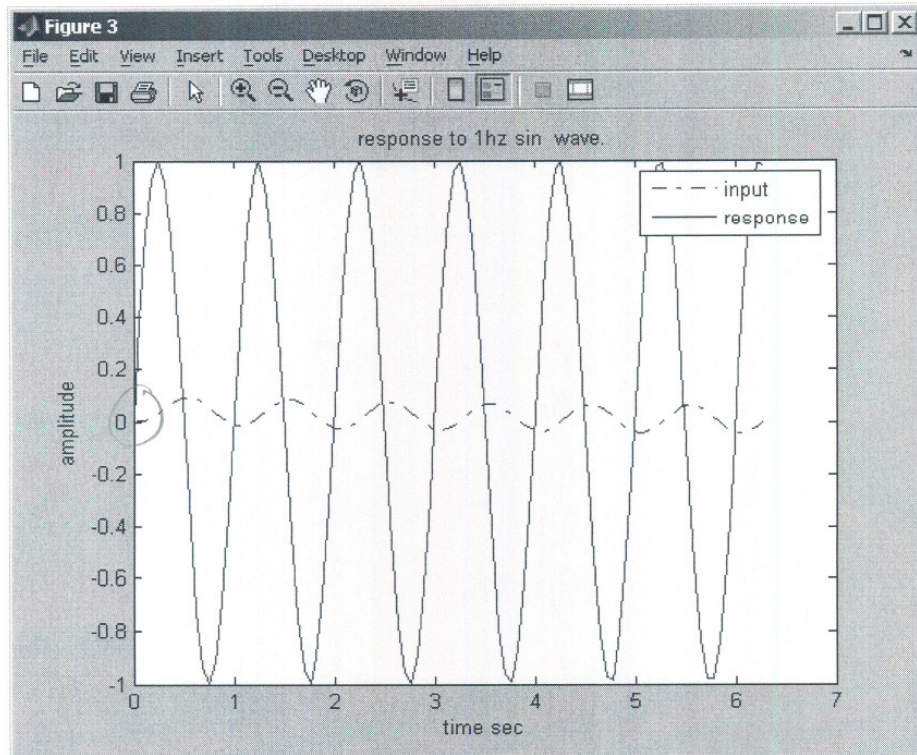 Figure 3
File Edit View Insert Tools Desktop Window Help
response to 1hz sin wave.
1
0.8
0.6
0.4
0.2
0
-0.2
-0.4
-0.6
-0.8
-1
amplitude
input
response
0 1 2 3 4 5 6 7
time sec